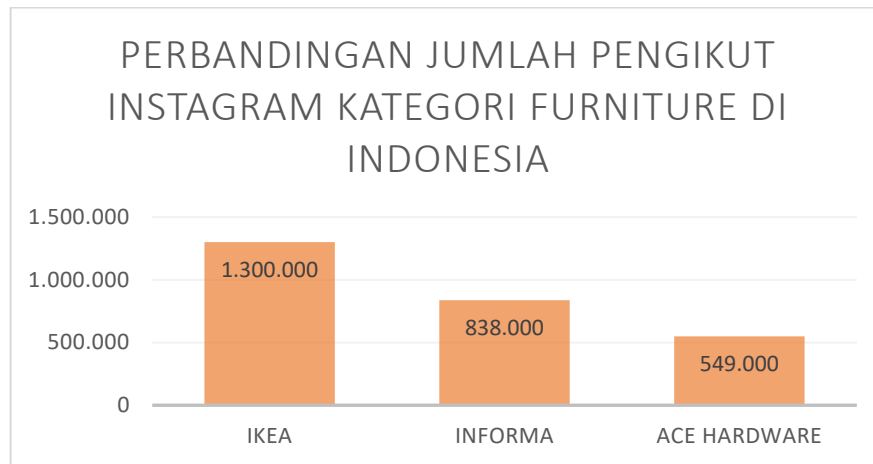 PERBANDINGAN JUMLAH PENGIKUT
INSTAGRAM KATEGORI FURNITURE DI
INDONESIA
1.500.000
1.000.000
500.000
0
1.300.000
838.000
549.000
IKEA
INFORMA
ACE HARDWARE